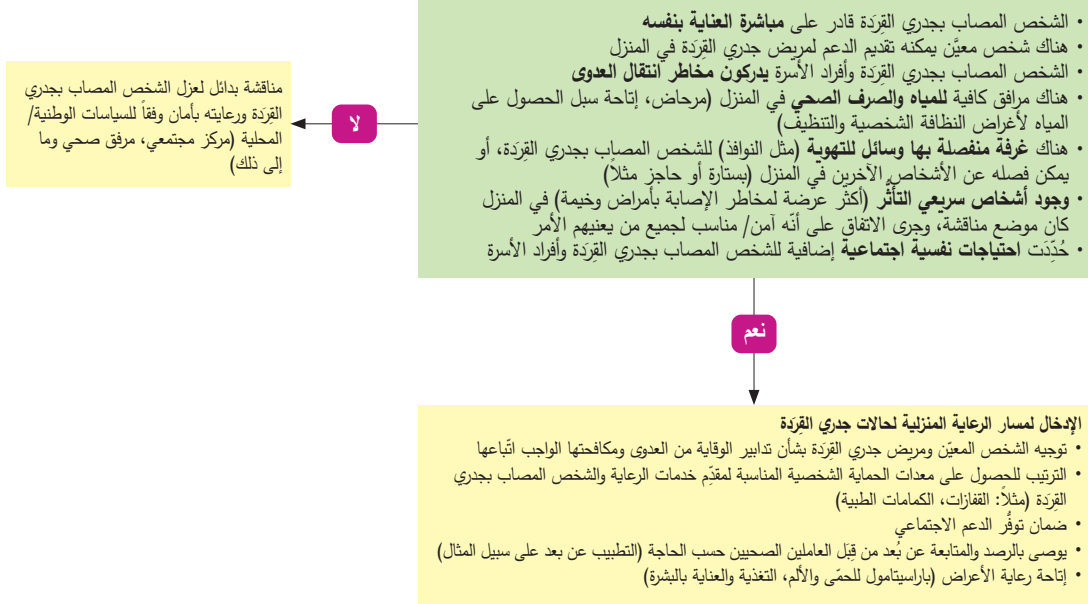 • الشخص المصاب بجدري القِرَدَة قادر على مباشرة العناية بنفسه
• هناك شخص معيَّن يمكنه تقديم الدعم لمريض جدري القِرَدَة في المنزل
• الشخص المصاب بجدري القِرَدَة وأفراد الأسرة يدركون مخاطر انتقال العدوى
• هناك مرافق كافية للمياه والصرف الصحي في المنزل (مرحاض، إتاحة سبل الحصول على
المياه لأغراض النظافة الشخصية والتنظيف)
• هناك غرفة منفصلة بها وسائل للتهوية (مثل النوافذ) للشخص المصاب بجدري القِرَدَة، أو
يمكن فصله عن الأشخاص الآخرين في المنزل (بستارة أو حاجز مثلاً)
• وجود أشخاص سريعي التأثُّر (أكثر عرضة لمخاطر الإصابة بأمراض وخيمة) في المنزل
كان موضع مناقشة، وجرى الاتفاق على أنّه آمن/ مناسب لجميع من يعنيهم الأمر
• حُدِّدَت احتياجات نفسية اجتماعية إضافية للشخص المصاب بجدري القِرَدَة وأفراد الأسرة
لا
مناقشة بدائل لعزل الشخص المصاب بجدري
القِرَدَة ورعايته بأمان وفقاً للسياسات الوطنية/
المحلية (مركز مجتمعي، مرفق صحي وما
إلى ذلك)
نعم
الإدخال لمسار الرعاية المنزلية لحالات جدري القِرَدَة
• توجيه الشخص المعيّن ومريض جدري القِرَدَة بشأن تدابير الوقاية من العدوى ومكافحتها الواجب اتّباعها
• الترتيب للحصول على معدات الحماية الشخصية المناسبة لمقدِّم خدمات الرعاية والشخص المصاب بجدري
القِرَدَة (مثلاً: القفازات، الكمامات الطبية)
• ضمان توفُّر الدعم الاجتماعي
• يوصى بالرصد والمتابعة عن بُعد من قِبَل العاملين الصحيين حسب الحاجة (التطبيب عن بعد على سبيل المثال)
• إتاحة رعاية الأعراض (باراسيتامول للحمّى والألم، التغذية والعناية بالبشرة)